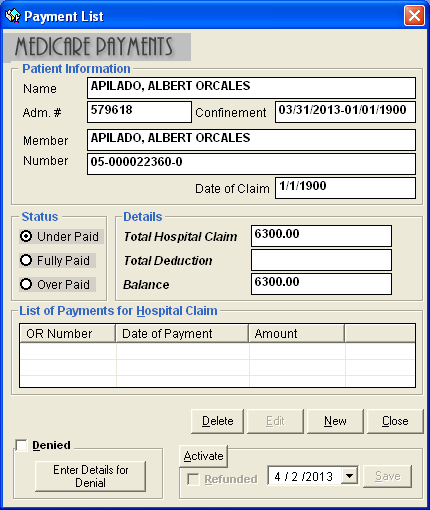 Payment List
MEDICARE PAYMENTS
Patient Information
Name APILADO, ALBERT ORCALES
Adm. # 579618 Confinement 03/31/2013-01/01/1900
Member APILADO, ALBERT ORCALES
Number 05-000022360-0
Date of Claim 1/1/1900
Status Details
Under Paid Total Hospital Claim 6300.00
Fully Paid Total Deduction
Over Paid Balance 6300.00
List of Payments for Hospital Claim
OR Number Date of Payment Amount
Delete Edit New Close
Denied Activate
Enter Details for
Denial
Refunded 4 / 2 /2013 Save